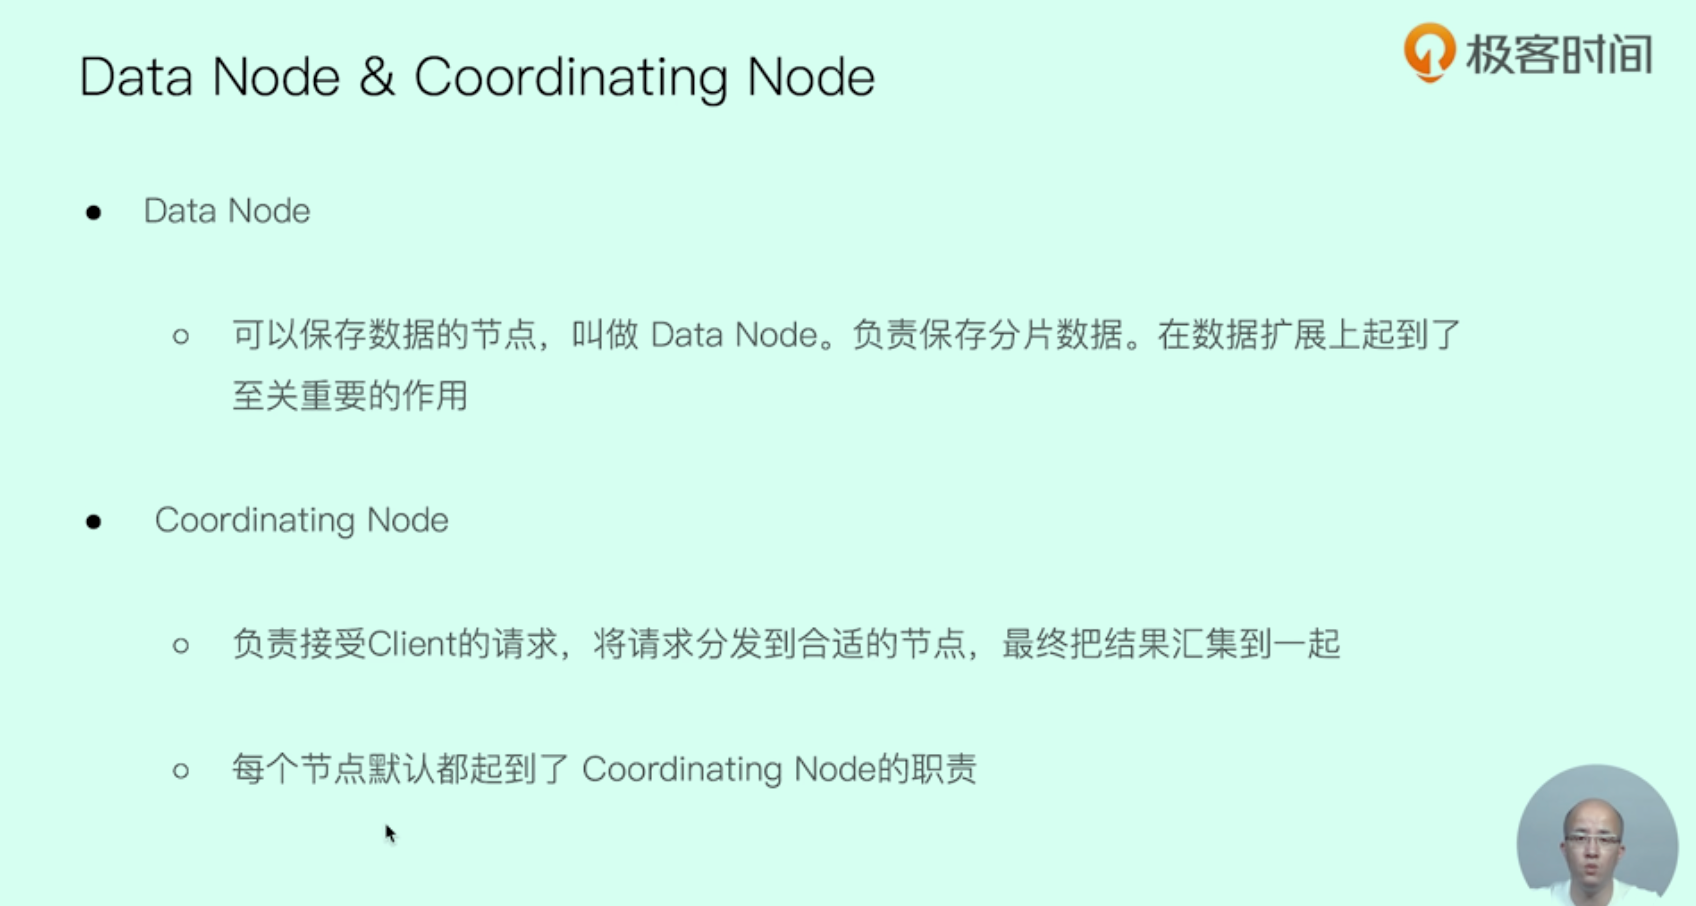 Data Node & Coordinating Node
极客时间
Data Node
可以保存数据的节点，叫做 Data Node。负责保存分片数据。在数据扩展上起到了
至关重要的作用
Coordinating Node
负责接受Client的请求，将请求分发到合适的节点，最终把结果汇集到一起
每个节点默认都起到了 Coordinating Node的职责